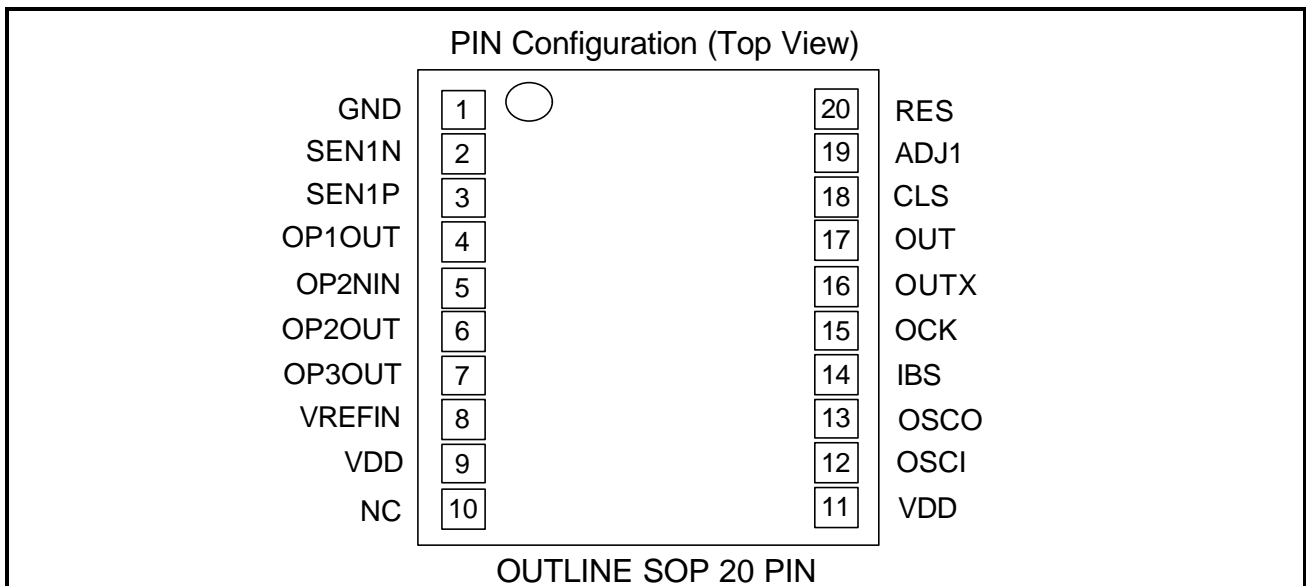 PIN Configuration (Top View)
GND 1 20 RES
SEN1N 2 19 ADJ1
SEN1P 3 18 CLS
OP1OUT 4 17 OUT
OP2NIN 5 16 OUTX
OP2OUT 6 15 OCK
OP3OUT 7 14 IBS
VREFIN 8 13 OSCO
VDD 9 12 OSCI
NC 10 11 VDD
OUTLINE SOP 20 PIN